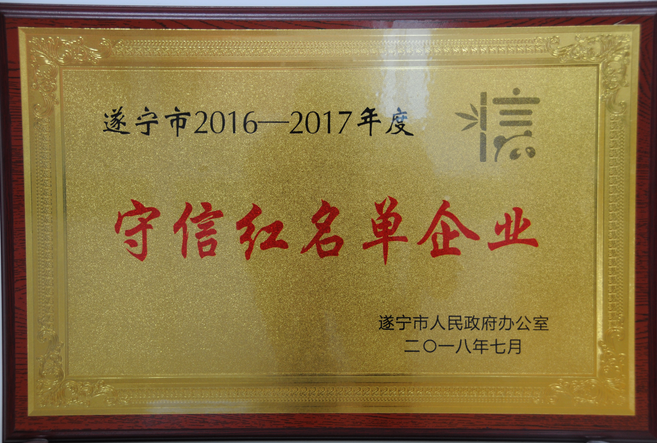 遂宁市2016—2017年度
信
守信红名单企业
遂宁市人民政府办公室
二〇一八年七月